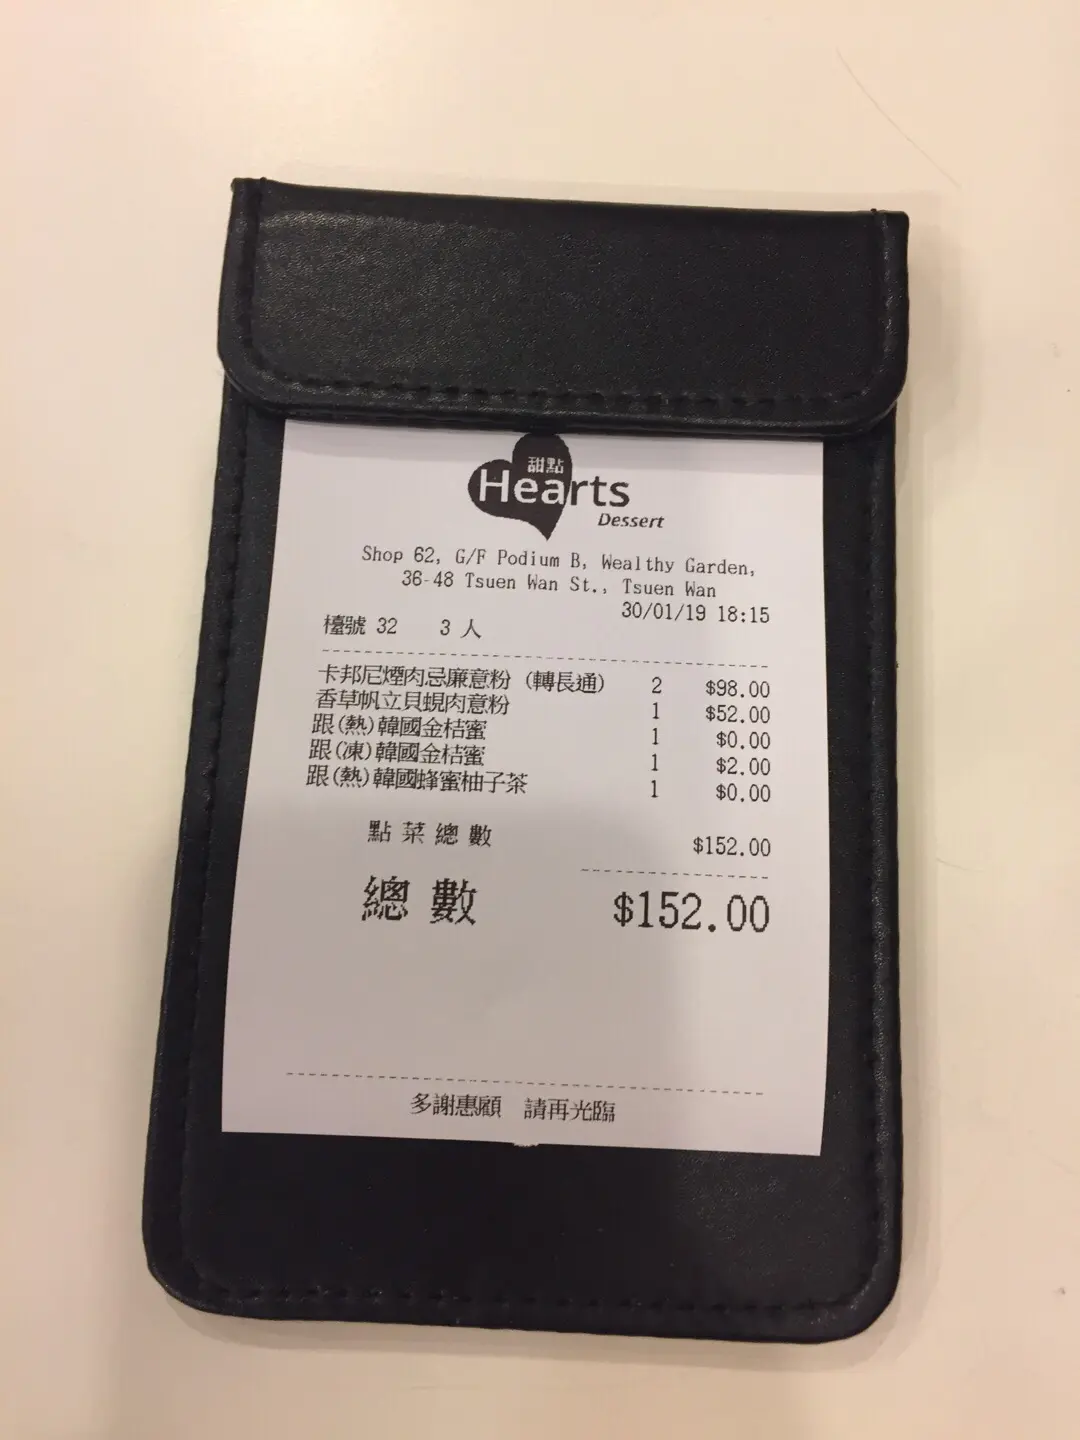 甜點
Hearts
Dessert
Shop 62, G/F Podium B, Wealthy Garden,
36-48 Tsuen Wan St., Tsuen Wan
30/01/19 18:15
檯號 32 3 人
卡邦尼煙肉忌廉意粉 (轉長通) 2 $98.00
香草帆立貝蜆肉意粉 1 $52.00
跟(熱)韓國金桔蜜 1 $0.00
跟(凍)韓國金桔蜜 1 $2.00
跟(熱)韓國蜂蜜柚子茶 1 $0.00
點菜總數 $152.00
總數 $152.00
多謝惠顧 請再光臨